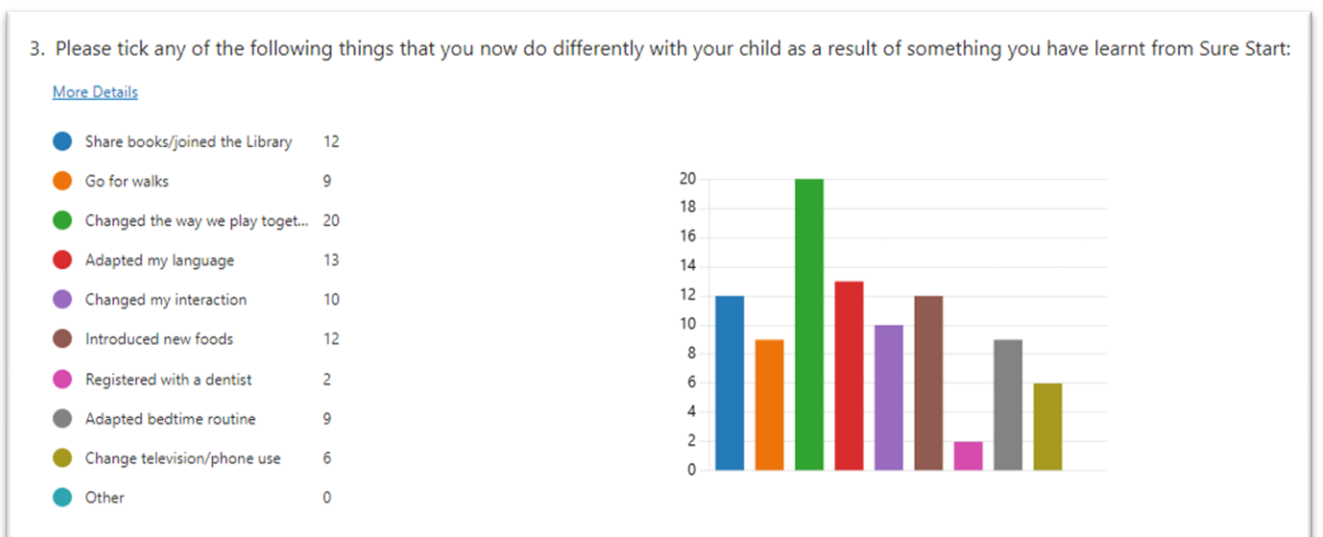 3. Please tick any of the following things that you now do differently with your child as a result of something you have learnt from Sure Start:
More Details
Share books/joined the Library 12
Go for walks 9
Changed the way we play toget... 20
Adapted my language 13
Changed my interaction 10
Introduced new foods 12
Registered with a dentist 2
Adapted bedtime routine 9
Change television/phone use 6
Other 0
20
18
16
14
12
10
8
6
4
2
0